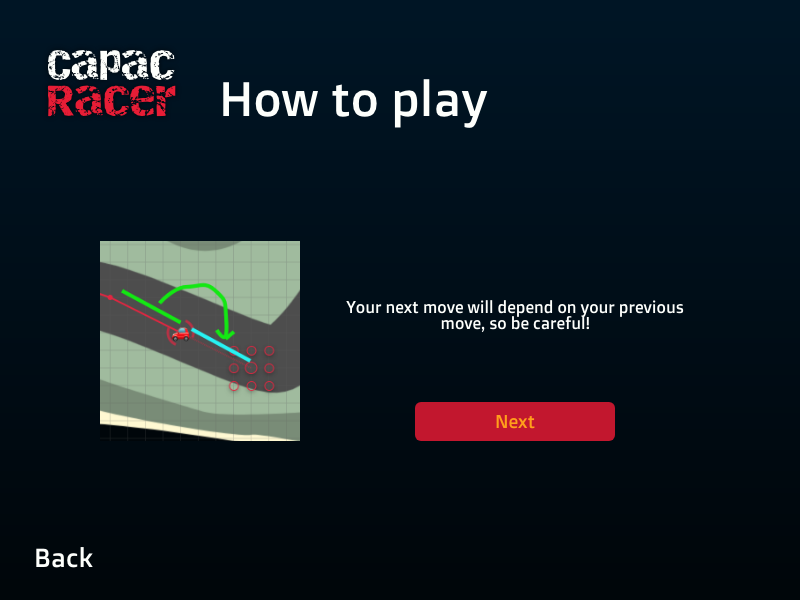 capac
Racer
How to play
Your next move will depend on your previous
move, so be careful!
Next
Back